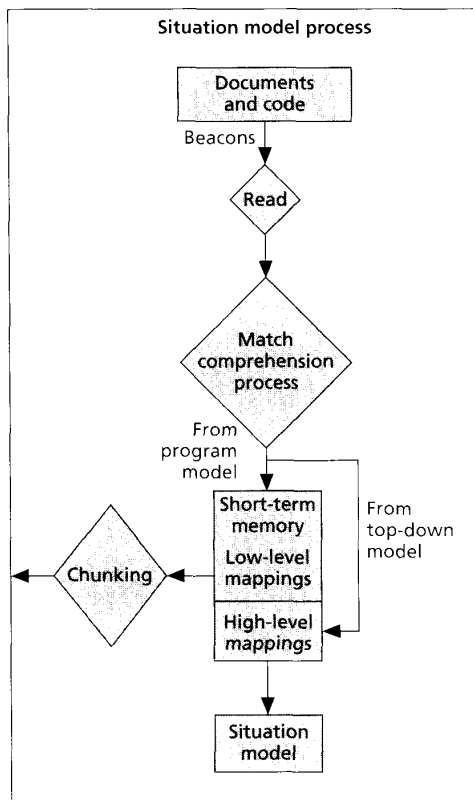 Situation model process
Documents
and code
Beacons
Read
Match
comprehension
process
From
program
model
Short-term
memory
Low-level
mappings
From
top-down
model
Chunking
High-level
mappings
Situation
model